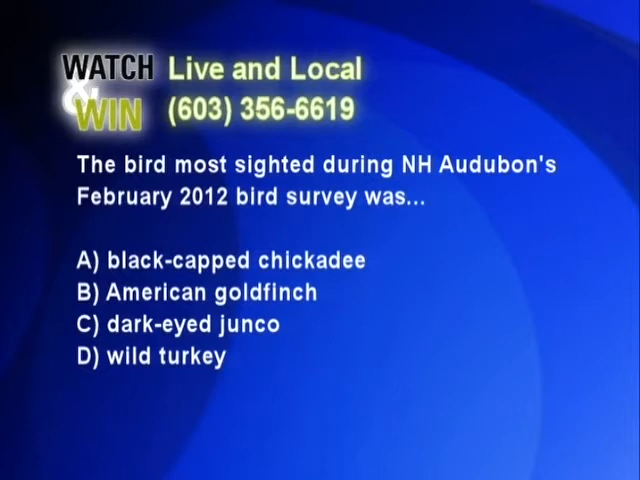 WATCH
&
WIN
Live and Local
(603) 356-6619
The bird most sighted during NH Audubon's
February 2012 bird survey was...
A) black-capped chickadee
B) American goldfinch
C) dark-eyed junco
D) wild turkey